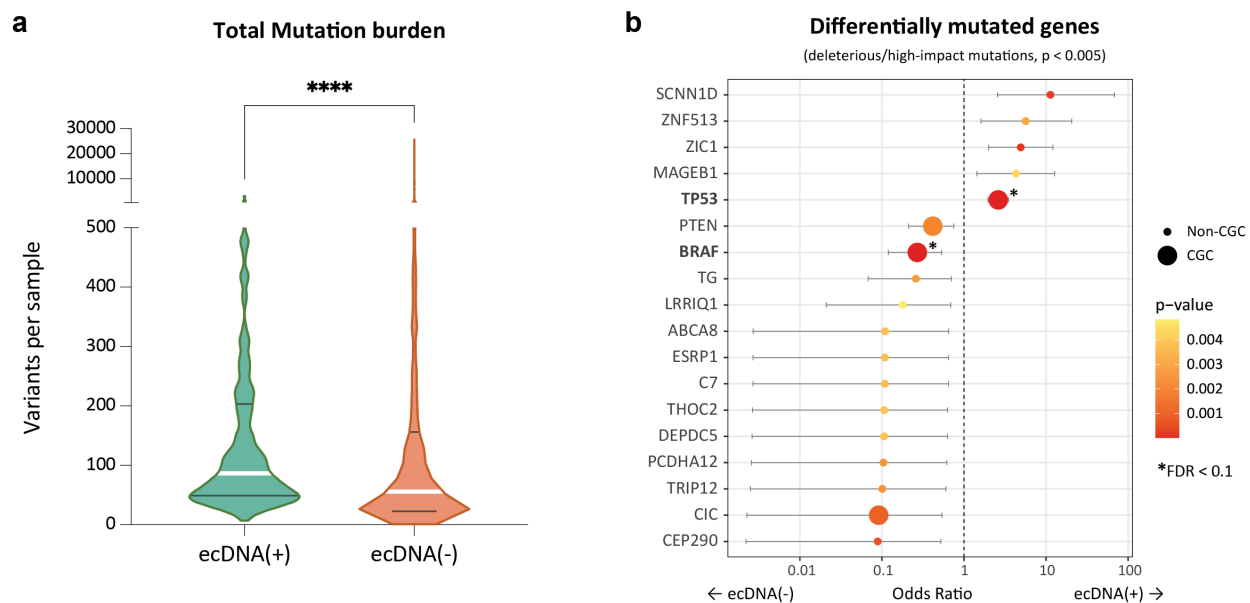 a
Total Mutation burden
****
30000
20000
10000
500
400
300
200
100
0
Variants per sample
ecDNA(+)
ecDNA(-)
b
Differentially mutated genes
(deleterious/high-impact mutations, p < 0.005)
SCNN1D
ZNF513
ZIC1
MAGEB1
TP53
*
PTEN
BRAF
*
TG
LRRIQ1
ABCA8
ESRP1
C7
THOC2
DEPDC5
PCDHA12
TRIP12
CIC
CEP290
0.01
0.1
1
10
100
← ecDNA(-)
Odds Ratio
ecDNA(+) →
Non-CGC
CGC
p−value
0.004
0.003
0.002
0.001
*FDR < 0.1